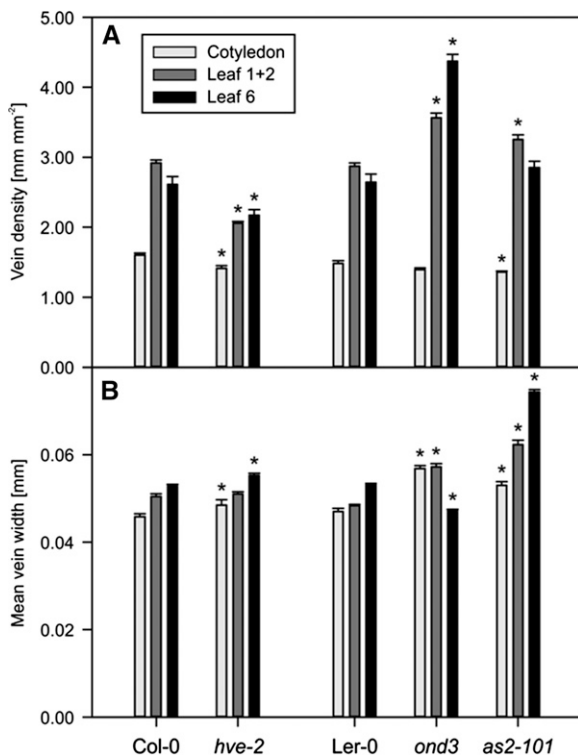 A
Cotyledon
Leaf 1+2
Leaf 6
Vein density [mm mm⁻²]
5.00
4.00
3.00
2.00
1.00
0.00
* * *
* *
* *
B
Mean vein width [mm]
0.06
0.04
0.02
0.00
* *
* * *
* * *
Col-0 hve-2 Ler-0 ond3 as2-101